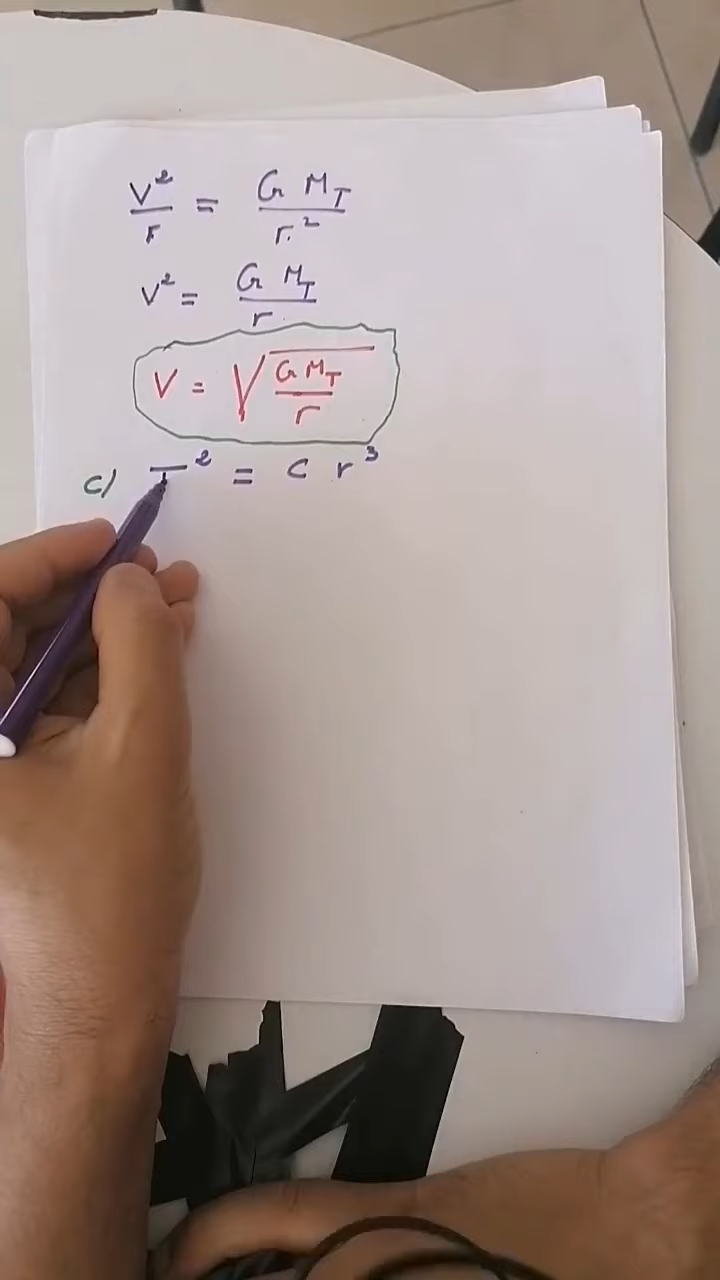 V²/r = G M_T/r²
V² = G M_T/r
V = √(G M_T/r)
c) T² = C r³